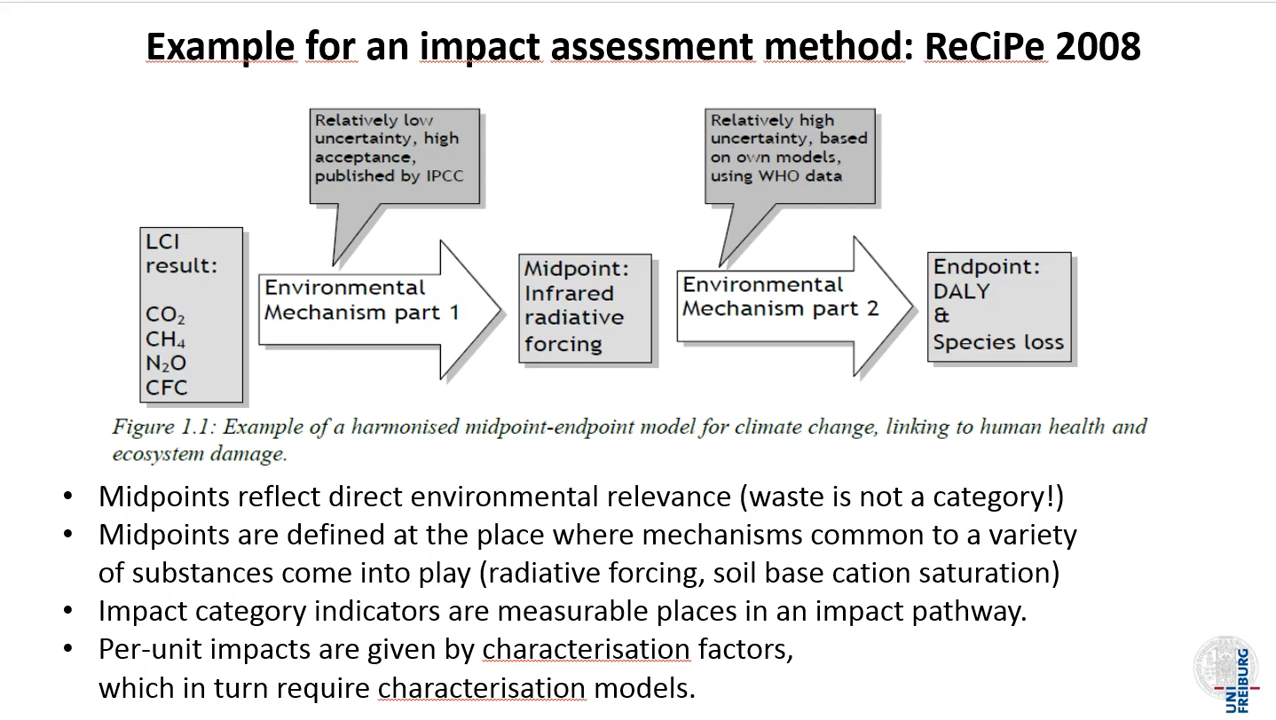 Example for an impact assessment method: ReCiPe 2008
Relatively low
uncertainty, high
acceptance,
published by IPCC
Relatively high
uncertainty, based
on own models,
using WHO data
LCI
result:
CO₂
CH₄
N₂O
CFC
Environmental
Mechanism part 1
Midpoint:
Infrared
radiative
forcing
Environmental
Mechanism part 2
Endpoint:
DALY
&
Species loss
Figure 1.1: Example of a harmonised midpoint-endpoint model for climate change, linking to human health and
ecosystem damage.
• Midpoints reflect direct environmental relevance (waste is not a category!)
• Midpoints are defined at the place where mechanisms common to a variety
of substances come into play (radiative forcing, soil base cation saturation)
• Impact category indicators are measurable places in an impact pathway.
• Per-unit impacts are given by characterisation factors,
which in turn require characterisation models.
UNI
FREIBURG